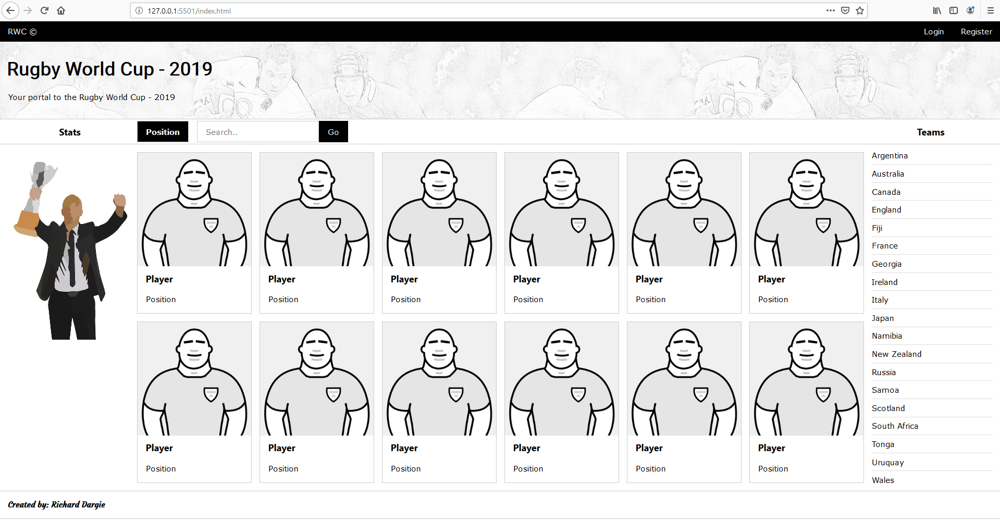 127.0.0.1:5501/index.html
RWC ©
Login
Register
Rugby World Cup - 2019
Your portal to the Rugby World Cup - 2019
Stats
Position
Search..
Go
Teams
Player
Position
Player
Position
Player
Position
Player
Position
Player
Position
Player
Position
Player
Position
Player
Position
Player
Position
Player
Position
Player
Position
Player
Position
Argentina
Australia
Canada
England
Fiji
France
Georgia
Ireland
Italy
Japan
Namibia
New Zealand
Russia
Samoa
Scotland
South Africa
Tonga
Uruquay
Wales
Created by: Richard Dargie